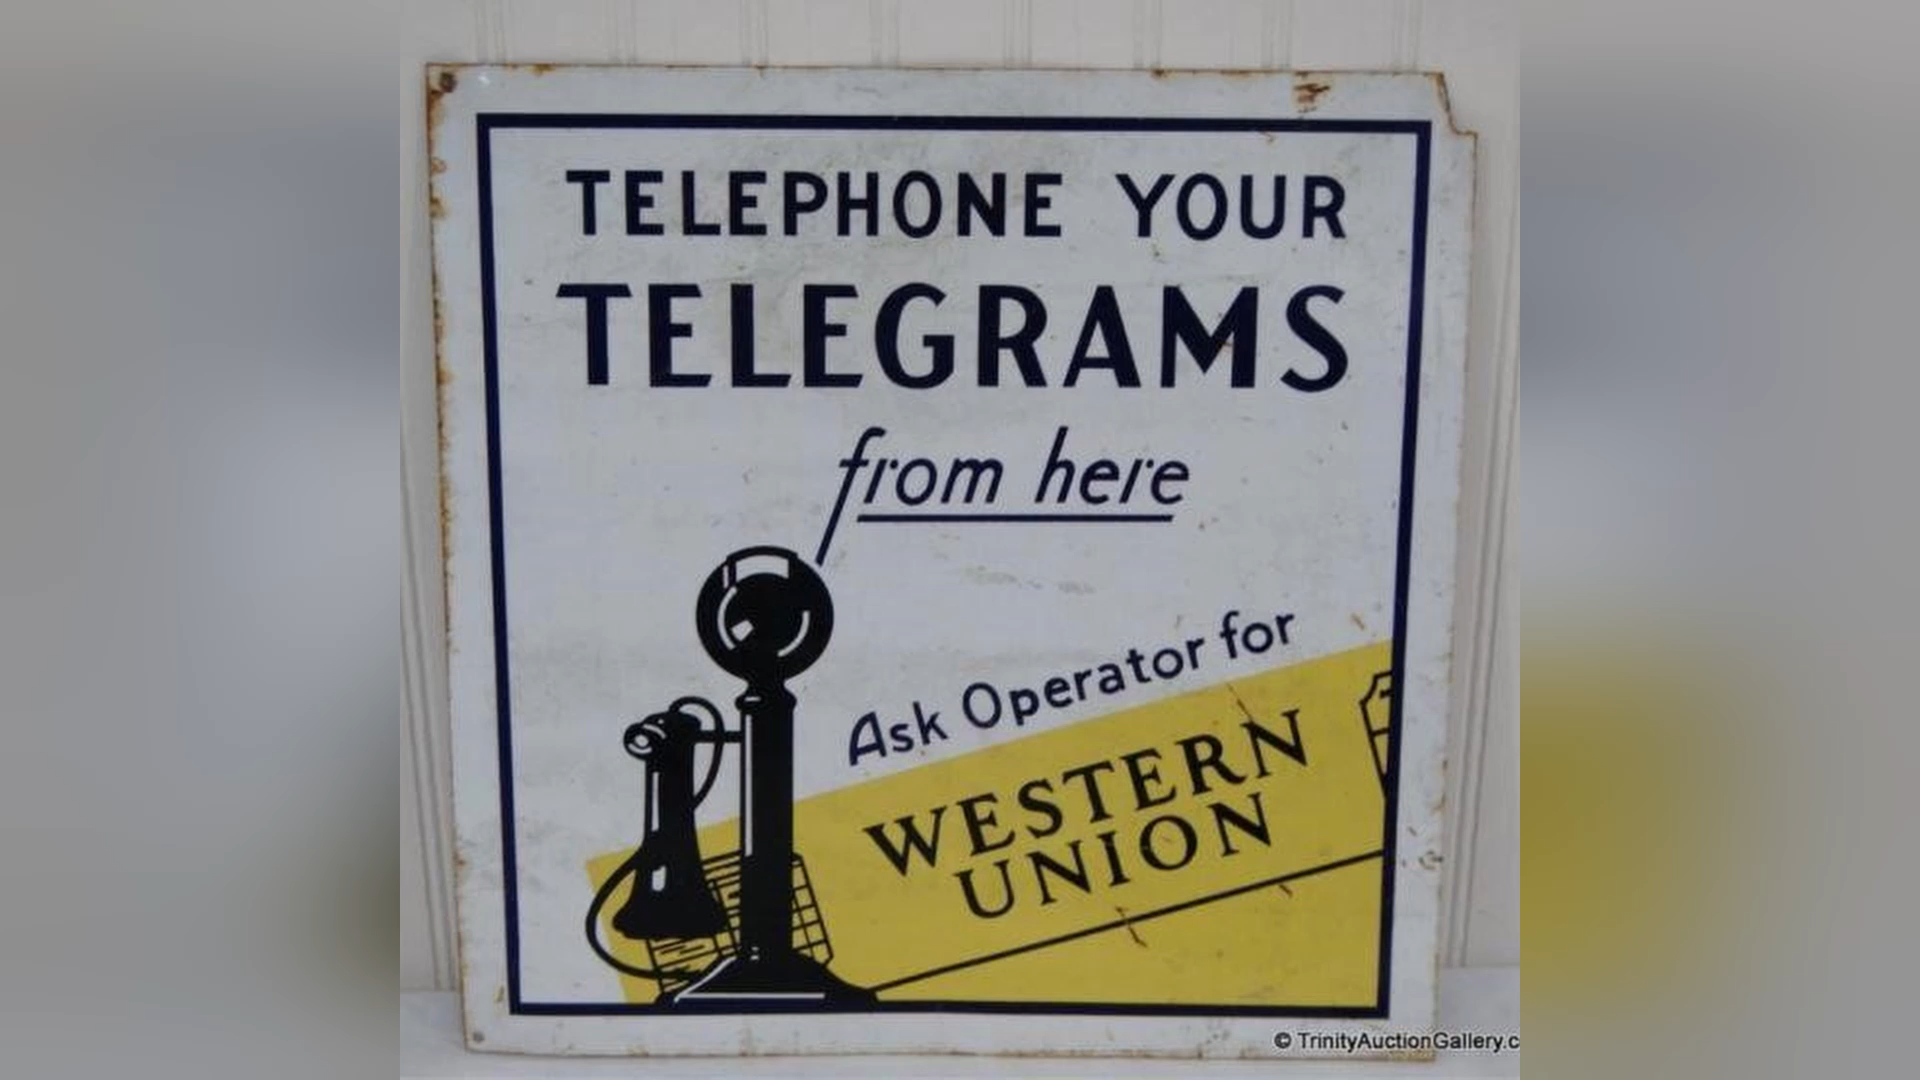 TELEPHONE YOUR
TELEGRAMS
from here
Ask Operator for
WESTERN
UNION
© TrinityAuctionGallery.c